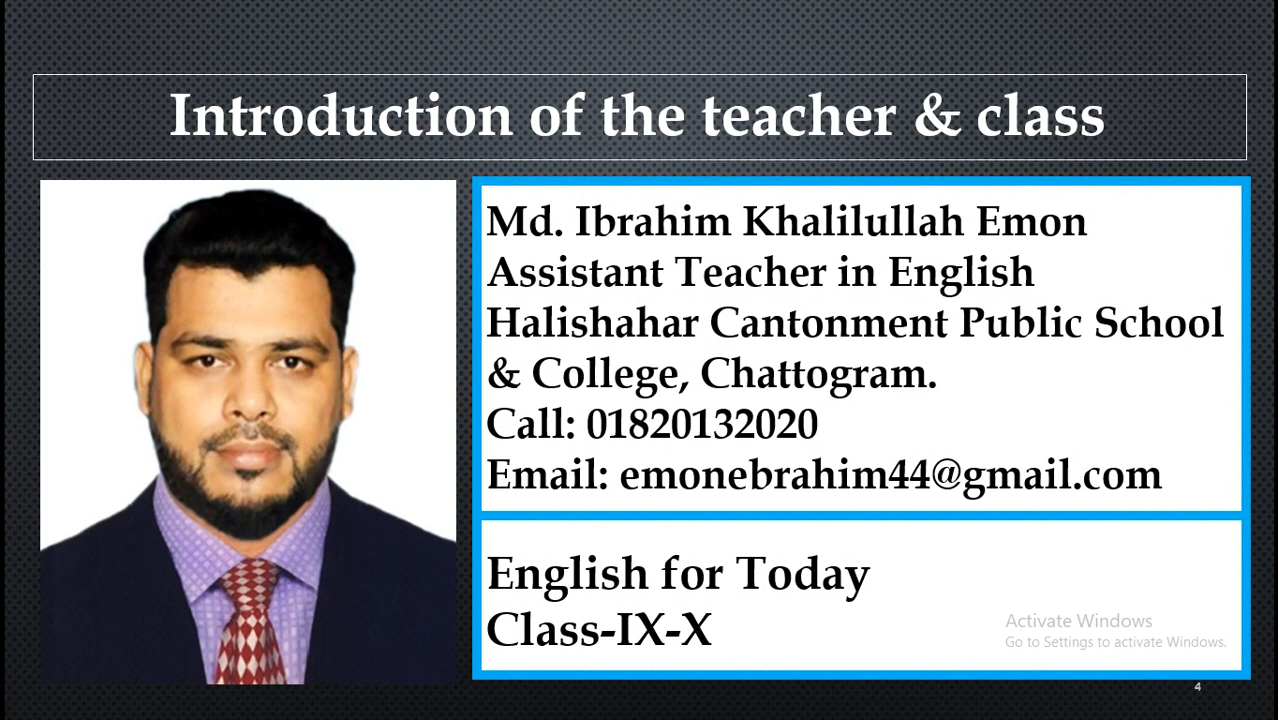 Introduction of the teacher & class
Md. Ibrahim Khalilullah Emon
Assistant Teacher in English
Halishahar Cantonment Public School
& College, Chattogram.
Call: 01820132020
Email: emonebrahim44@gmail.com
English for Today
Class-IX-X
Activate Windows
Go to Settings to activate Windows.
4